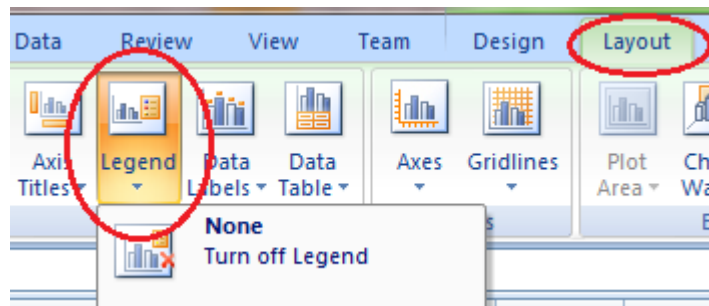 Data Review View Team Design Layout
Axis Legend Data Data Axes Gridlines Plot
Titles Labels Table Area
None
Turn off Legend